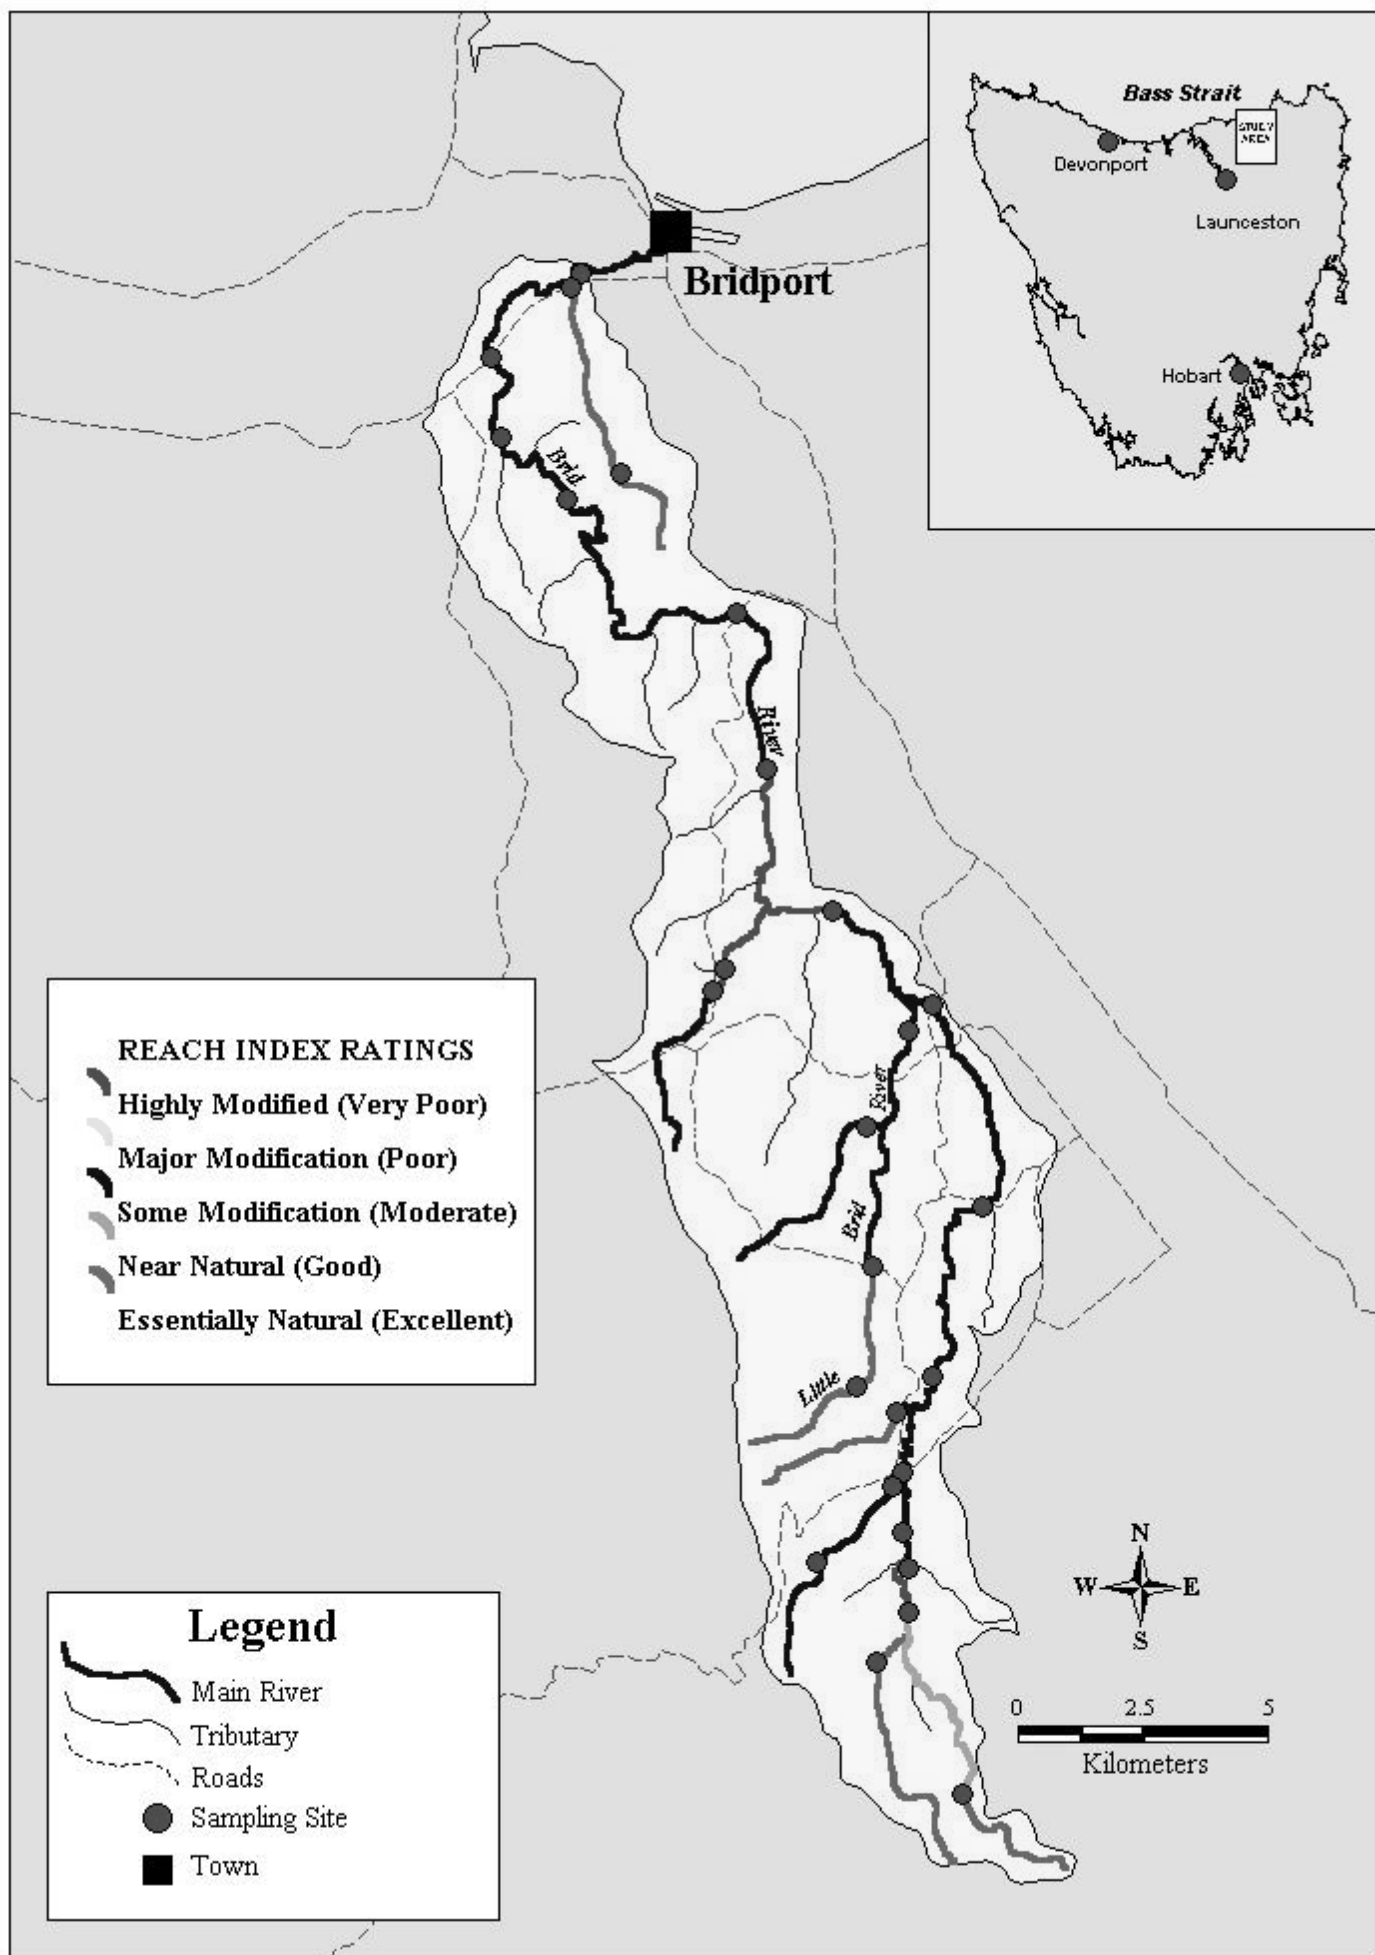 Bass Strait
STUDY
AREA
Devonport
Launceston
Hobart
Bridport
Brid
River
REACH INDEX RATINGS
Highly Modified (Very Poor)
Major Modification (Poor)
Some Modification (Moderate)
Near Natural (Good)
Essentially Natural (Excellent)
River
Brid
Little
Legend
Main River
Tributary
Roads
Sampling Site
Town
N
W E
S
0 2.5 5
Kilometers